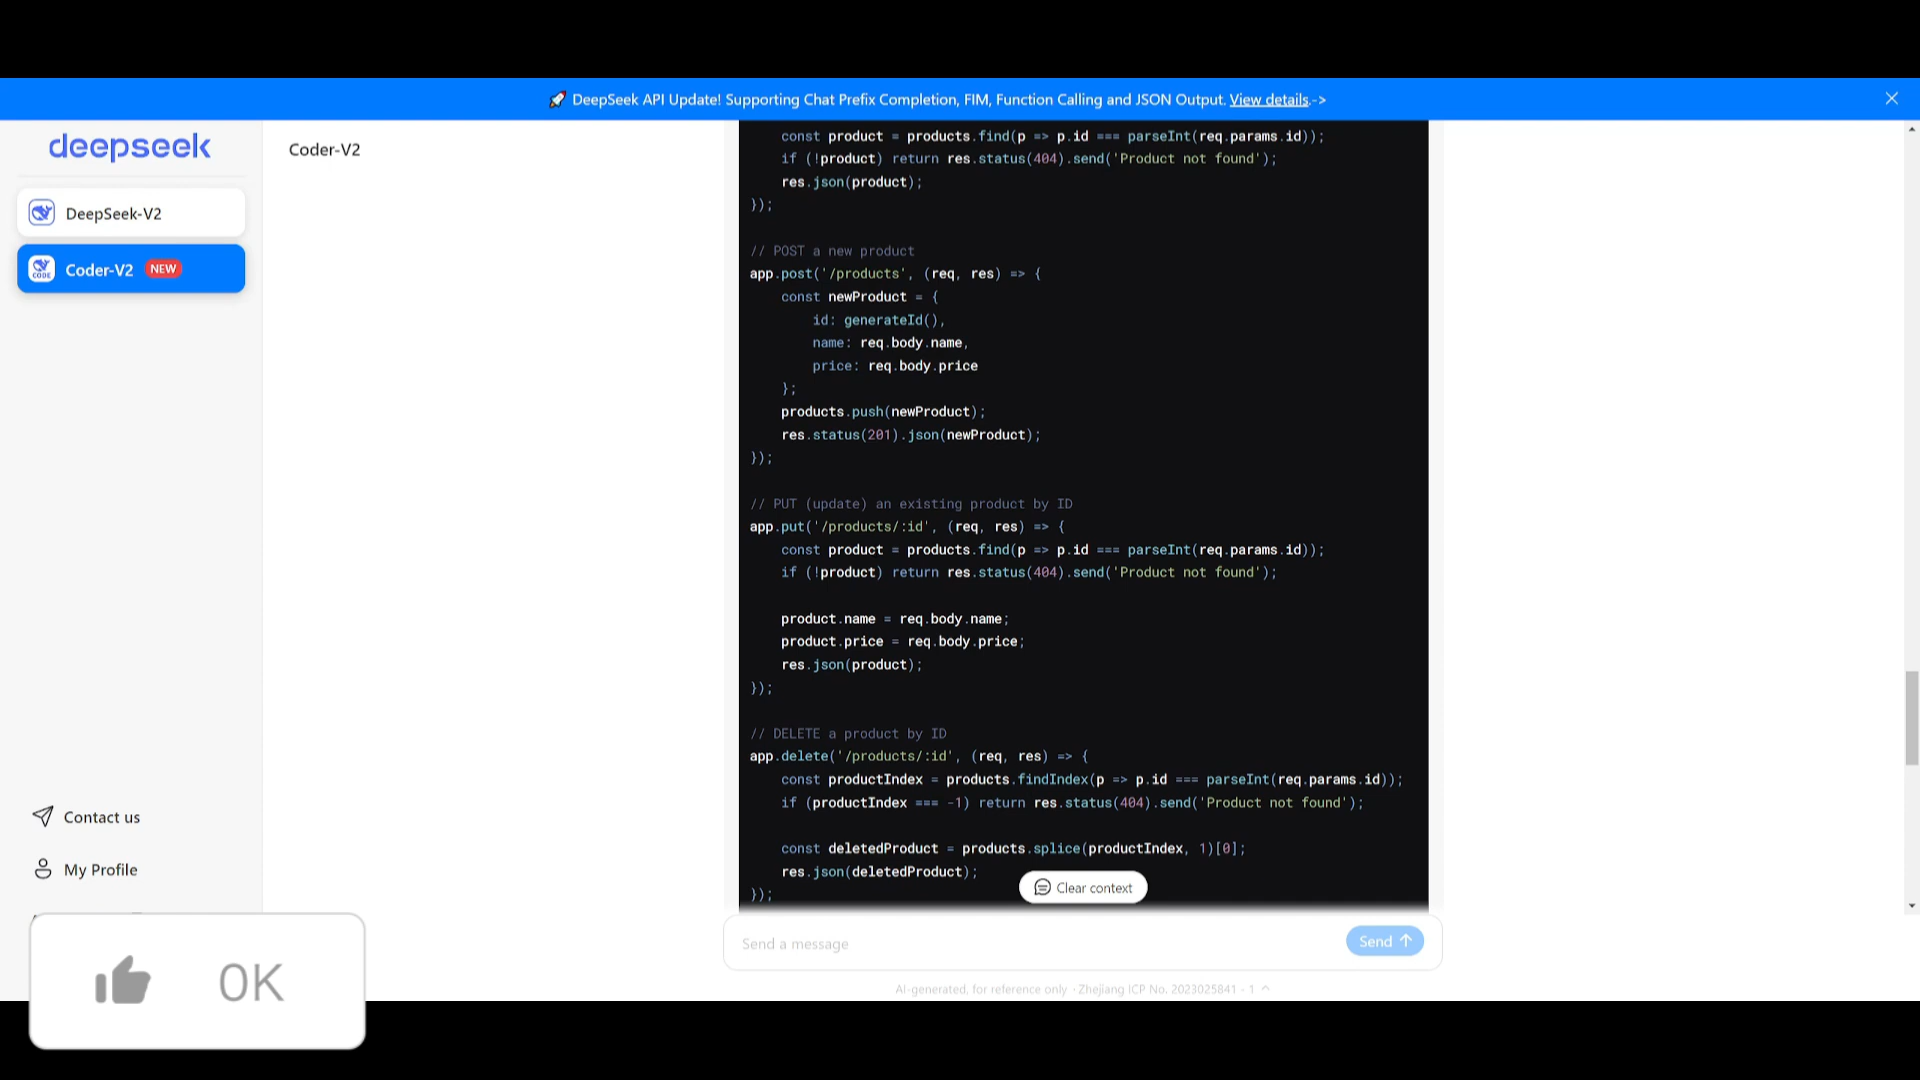 🚀 DeepSeek API Update! Supporting Chat Prefix Completion, FIM, Function Calling and JSON Output. View details.->
deepseek
DeepSeek-V2
CODE
Coder-V2 NEW
Contact us
My Profile
Coder-V2
const product = products.find(p => p.id === parseInt(req.params.id));
if (!product) return res.status(404).send('Product not found');
res.json(product);
});
// POST a new product
app.post('/products', (req, res) => {
const newProduct = {
id: generateId(),
name: req.body.name,
price: req.body.price
};
products.push(newProduct);
res.status(201).json(newProduct);
});
// PUT (update) an existing product by ID
app.put('/products/:id', (req, res) => {
const product = products.find(p => p.id === parseInt(req.params.id));
if (!product) return res.status(404).send('Product not found');
product.name = req.body.name;
product.price = req.body.price;
res.json(product);
});
// DELETE a product by ID
app.delete('/products/:id', (req, res) => {
const productIndex = products.findIndex(p => p.id === parseInt(req.params.id));
if (productIndex === -1) return res.status(404).send('Product not found');
const deletedProduct = products.splice(productIndex, 1)[0];
res.json(deletedProduct);
});
Clear context
Send a message
Send
AI-generated, for reference only · Zhejiang ICP No. 2023025841 - 1
0K